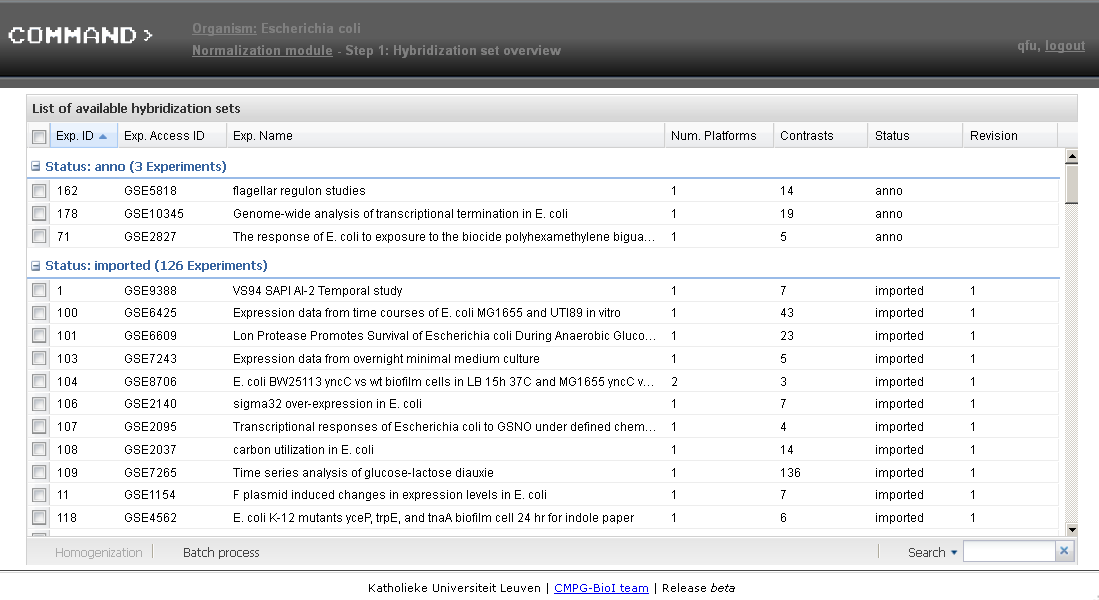 COMMAND>
Organism: Escherichia coli
Normalization module - Step 1: Hybridization set overview
qfu, logout
List of available hybridization sets
Exp. ID Exp. Access ID Exp. Name Num. Platforms Contrasts Status Revision
Status: anno (3 Experiments)
162 GSE5818 flagellar regulon studies 1 14 anno
178 GSE10345 Genome-wide analysis of transcriptional termination in E. coli 1 19 anno
71 GSE2827 The response of E. coli to exposure to the biocide polyhexamethylene bigua... 1 5 anno
Status: imported (126 Experiments)
1 GSE9388 VS94 SAPI AI-2 Temporal study 1 7 imported 1
100 GSE6425 Expression data from time courses of E. coli MG1655 and UTI89 in vitro 1 43 imported 1
101 GSE6609 Lon Protease Promotes Survival of Escherichia coli During Anaerobic Gluco... 1 23 imported 1
103 GSE7243 Expression data from overnight minimal medium culture 1 5 imported 1
104 GSE8706 E. coli BW25113 yncC vs wt biofilm cells in LB 15h 37C and MG1655 yncC v... 2 3 imported 1
106 GSE2140 sigma32 over-expression in E. coli 1 7 imported 1
107 GSE2095 Transcriptional responses of Escherichia coli to GSNO under defined chem... 1 4 imported 1
108 GSE2037 carbon utilization in E. coli 1 14 imported 1
109 GSE7265 Time series analysis of glucose-lactose diauxie 1 136 imported 1
11 GSE1154 F plasmid induced changes in expression levels in E. coli 1 7 imported 1
118 GSE4562 E. coli K-12 mutants yceP, trpE, and tnaA biofilm cell 24 hr for indole paper 1 6 imported 1
Homogenization Batch process Search
Katholieke Universiteit Leuven | CMPG-BioI team | Release beta